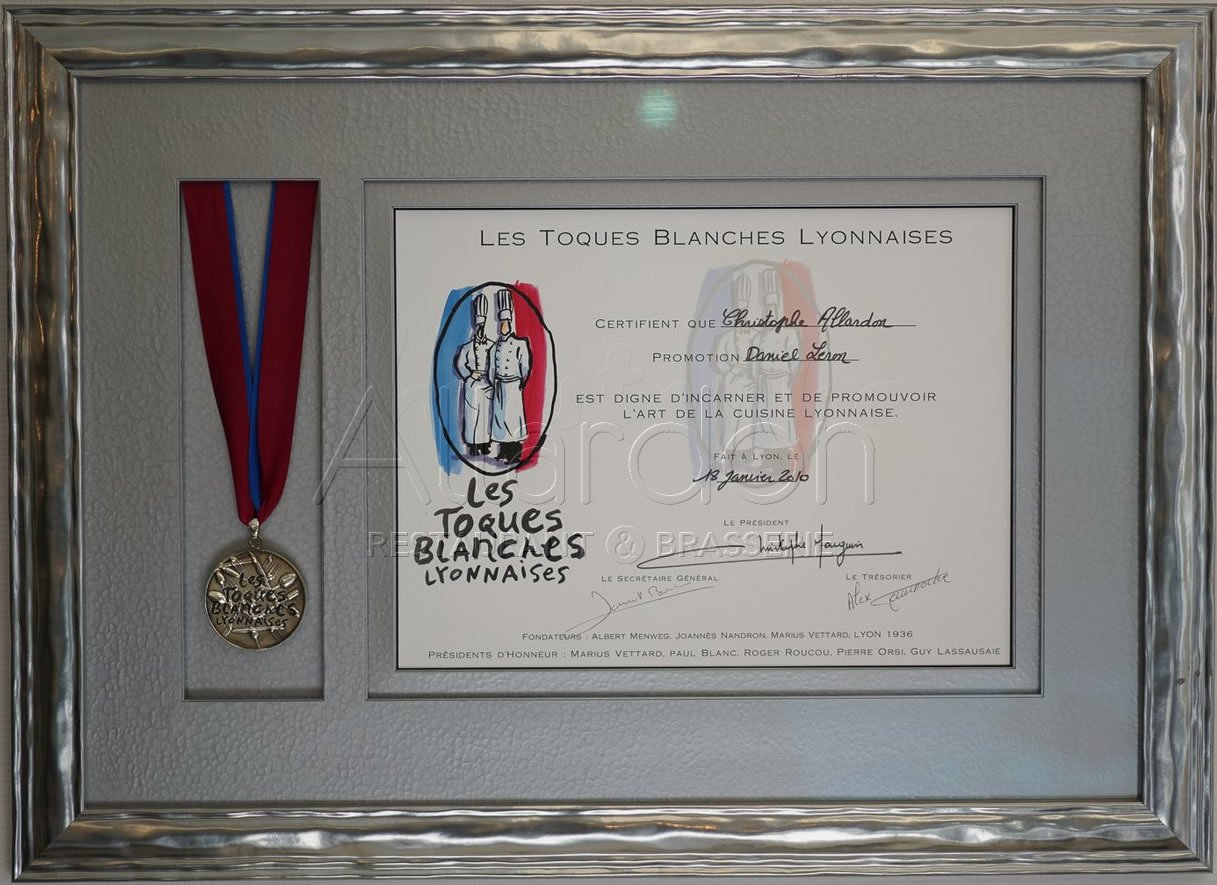 LES TOQUES BLANCHES LYONNAISES
CERTIFIENT QUE Christophe Allardon
PROMOTION Daniel Leron
EST DIGNE D'INCARNER ET DE PROMOUVOIR
L'ART DE LA CUISINE LYONNAISE.
FAIT À LYON, LE
18 Janvier 2010
LE PRÉSIDENT
Christophe Marguin
LE SECRÉTAIRE GÉNÉRAL
LE TRÉSORIER
Alex
FONDATEURS : ALBERT MENWEG, JOANNÈS NANDRON, MARIUS VETTARD, LYON 1936
PRÉSIDENTS D'HONNEUR : MARIUS VETTARD, PAUL BLANC, ROGER ROUCOU, PIERRE ORSI, GUY LASSAUSAIE
Les
Toques
BLANCHES
LYONNAISES
Les
Toques
BLANCHES
LYONNAISES
Allardon
RESTAURANT & BRASSERIE